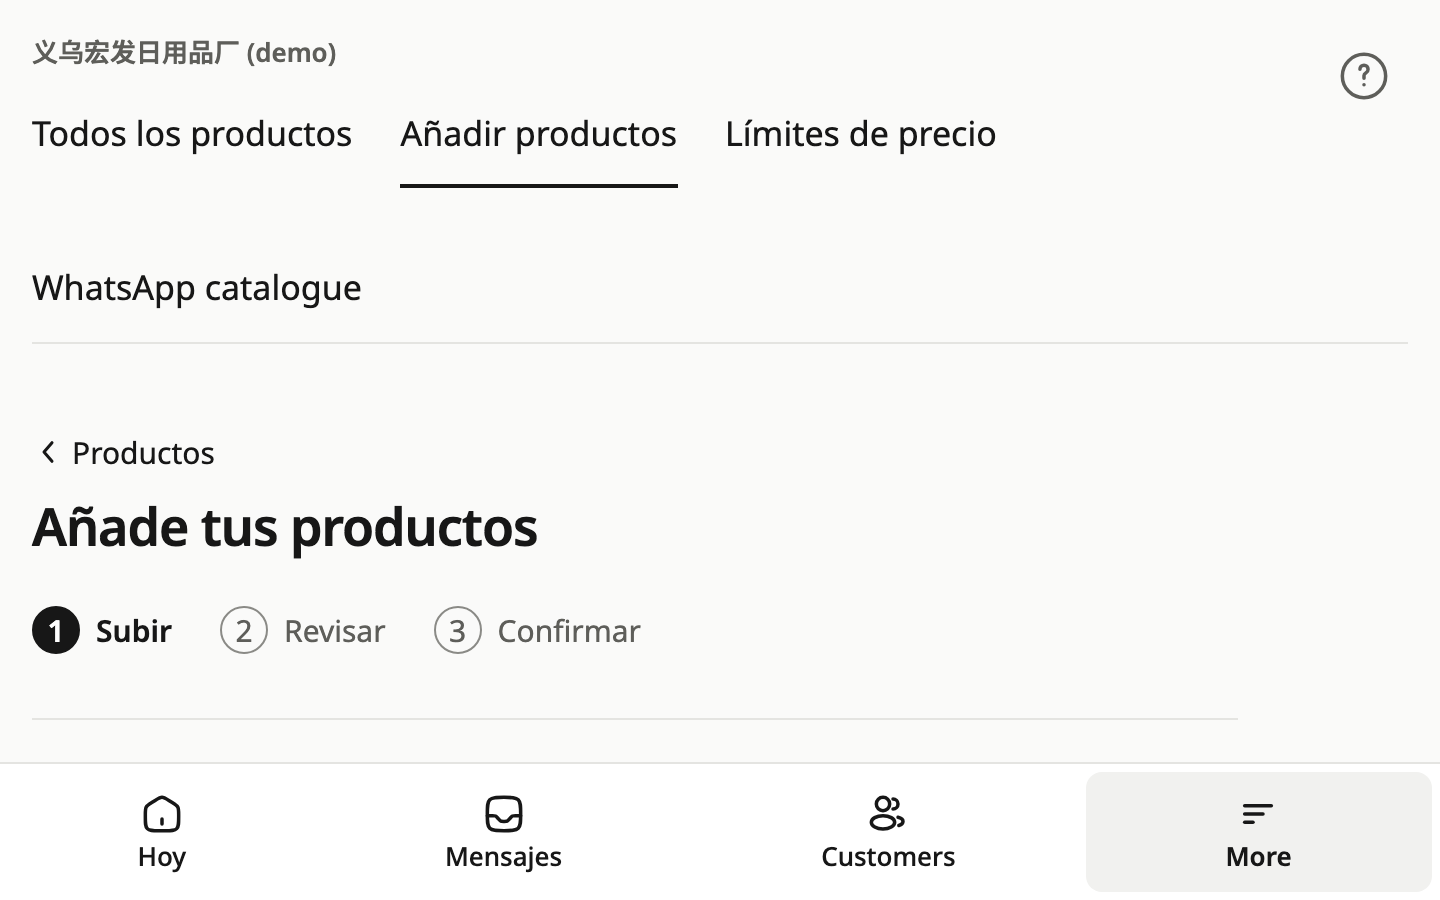 义乌宏发日用品厂 (demo)
Todos los productos Añadir productos Límites de precio
WhatsApp catalogue
Productos
Añade tus productos
1 Subir 2 Revisar 3 Confirmar
Hoy Mensajes Customers More